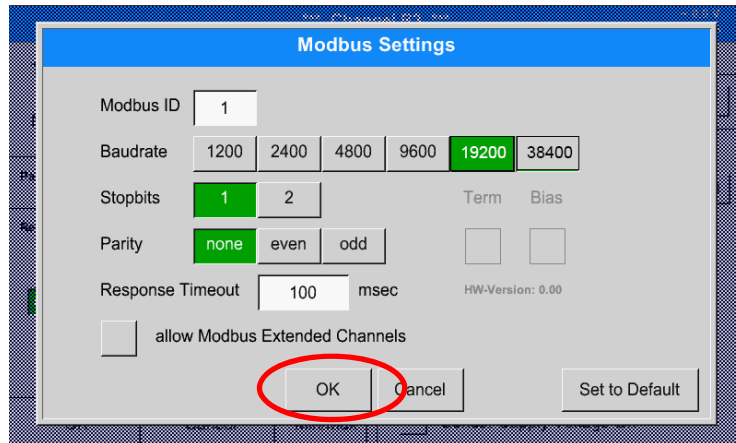 *** Channel B3 ***
Modbus Settings
Modbus ID 1
Baudrate 1200 2400 4800 9600 19200 38400
Stopbits 1 2 Term Bias
Parity none even odd
Response Timeout 100 msec HW-Version: 0.00
allow Modbus Extended Channels
OK Cancel Set to Default